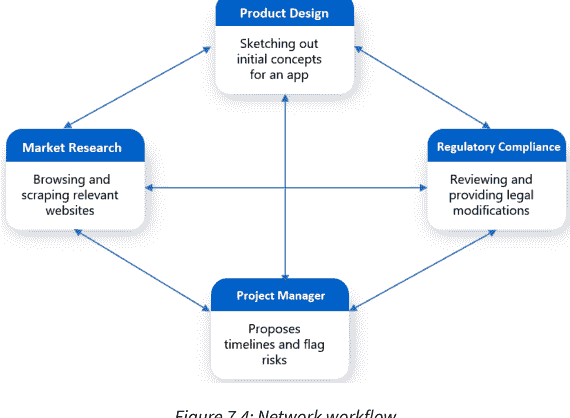 Product Design
Sketching out
initial concepts
for an app
Market Research
Browsing and
scraping relevant
websites
Regulatory Compliance
Reviewing and
providing legal
modifications
Project Manager
Proposes
timelines and flag
risks
Figure 7.4: Network workflow